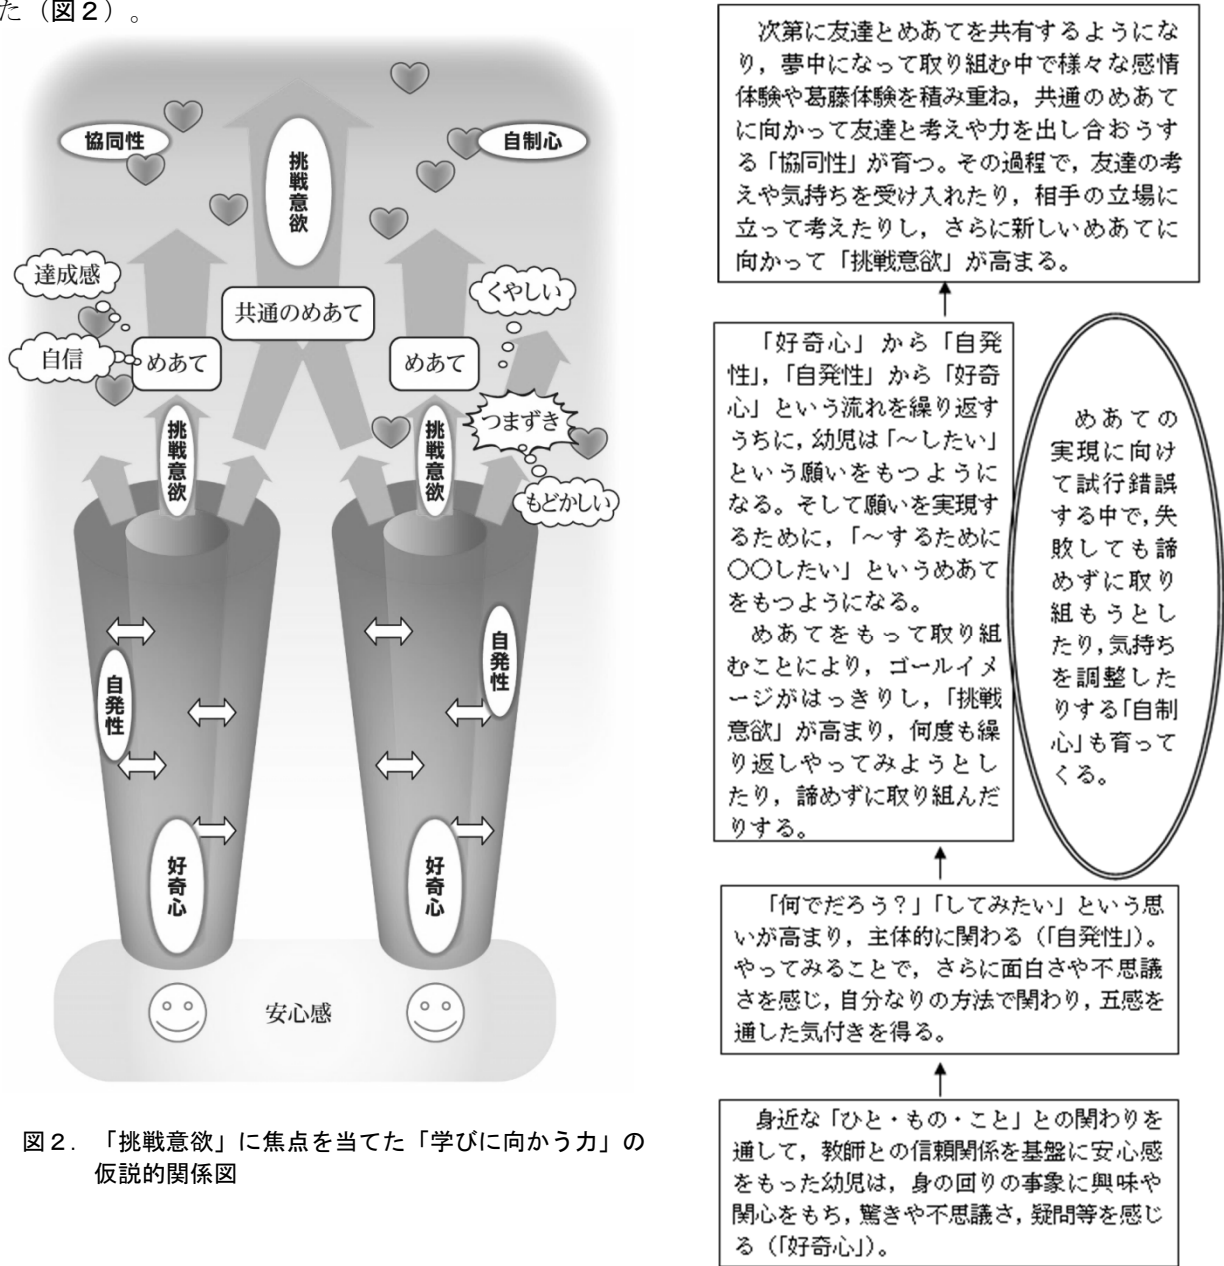 た（図２）。
協同性
自制心
挑戦意欲
達成感
くやしい
共通のめあて
自信
めあて
めあて
挑戦意欲
挑戦意欲
つまずき
もどかしい
自発性
自発性
好奇心
好奇心
安心感
図２．「挑戦意欲」に焦点を当てた「学びに向かう力」の
仮説的関係図
次第に友達とめあてを共有するようにな
り，夢中になって取り組む中で様々な感情
体験や葛藤体験を積み重ね，共通のめあて
に向かって友達と考えや力を出し合おうす
る「協同性」が育つ。その過程で，友達の考
えや気持ちを受け入れたり，相手の立場に
立って考えたりし，さらに新しいめあてに
向かって「挑戦意欲」が高まる。
「好奇心」から「自発
性」，「自発性」から「好奇
心」という流れを繰り返す
うちに，幼児は「～したい」
という願いをもつように
なる。そして願いを実現す
るために，「～するために
〇〇したい」というめあて
をもつようになる。
めあてをもって取り組
むことにより，ゴールイメ
ージがはっきりし，「挑戦
意欲」が高まり，何度も繰
り返しやってみようとし
たり，諦めずに取り組んだ
りする。
めあての
実現に向け
て試行錯誤
する中で，失
敗しても諦
めずに取り
組もうとし
たり，気持ち
を調整した
りする「自制
心」も育って
くる。
「何でだろう？」「してみたい」という思
いが高まり，主体的に関わる（「自発性」）。
やってみることで，さらに面白さや不思議
さを感じ，自分なりの方法で関わり，五感を
通した気付きを得る。
身近な「ひと・もの・こと」との関わりを
通して，教師との信頼関係を基盤に安心感
をもった幼児は，身の回りの事象に興味や
関心をもち，驚きや不思議さ，疑問等を感じ
る（「好奇心」）。